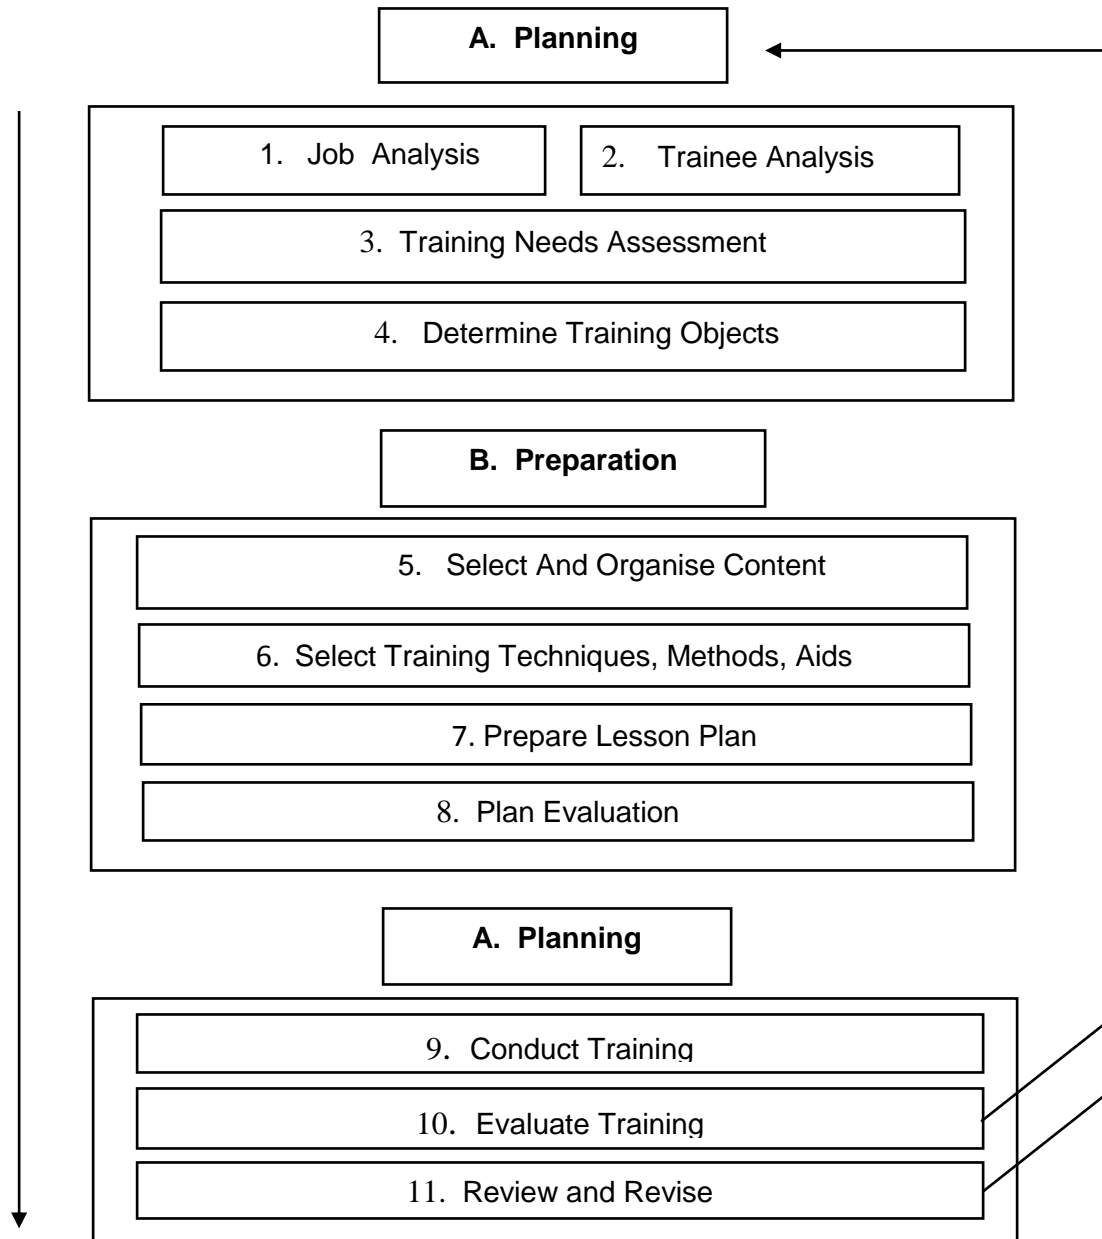 A. Planning
1. Job Analysis
2. Trainee Analysis
3. Training Needs Assessment
4. Determine Training Objects
B. Preparation
5. Select And Organise Content
6. Select Training Techniques, Methods, Aids
7. Prepare Lesson Plan
8. Plan Evaluation
A. Planning
9. Conduct Training
10. Evaluate Training
11. Review and Revise